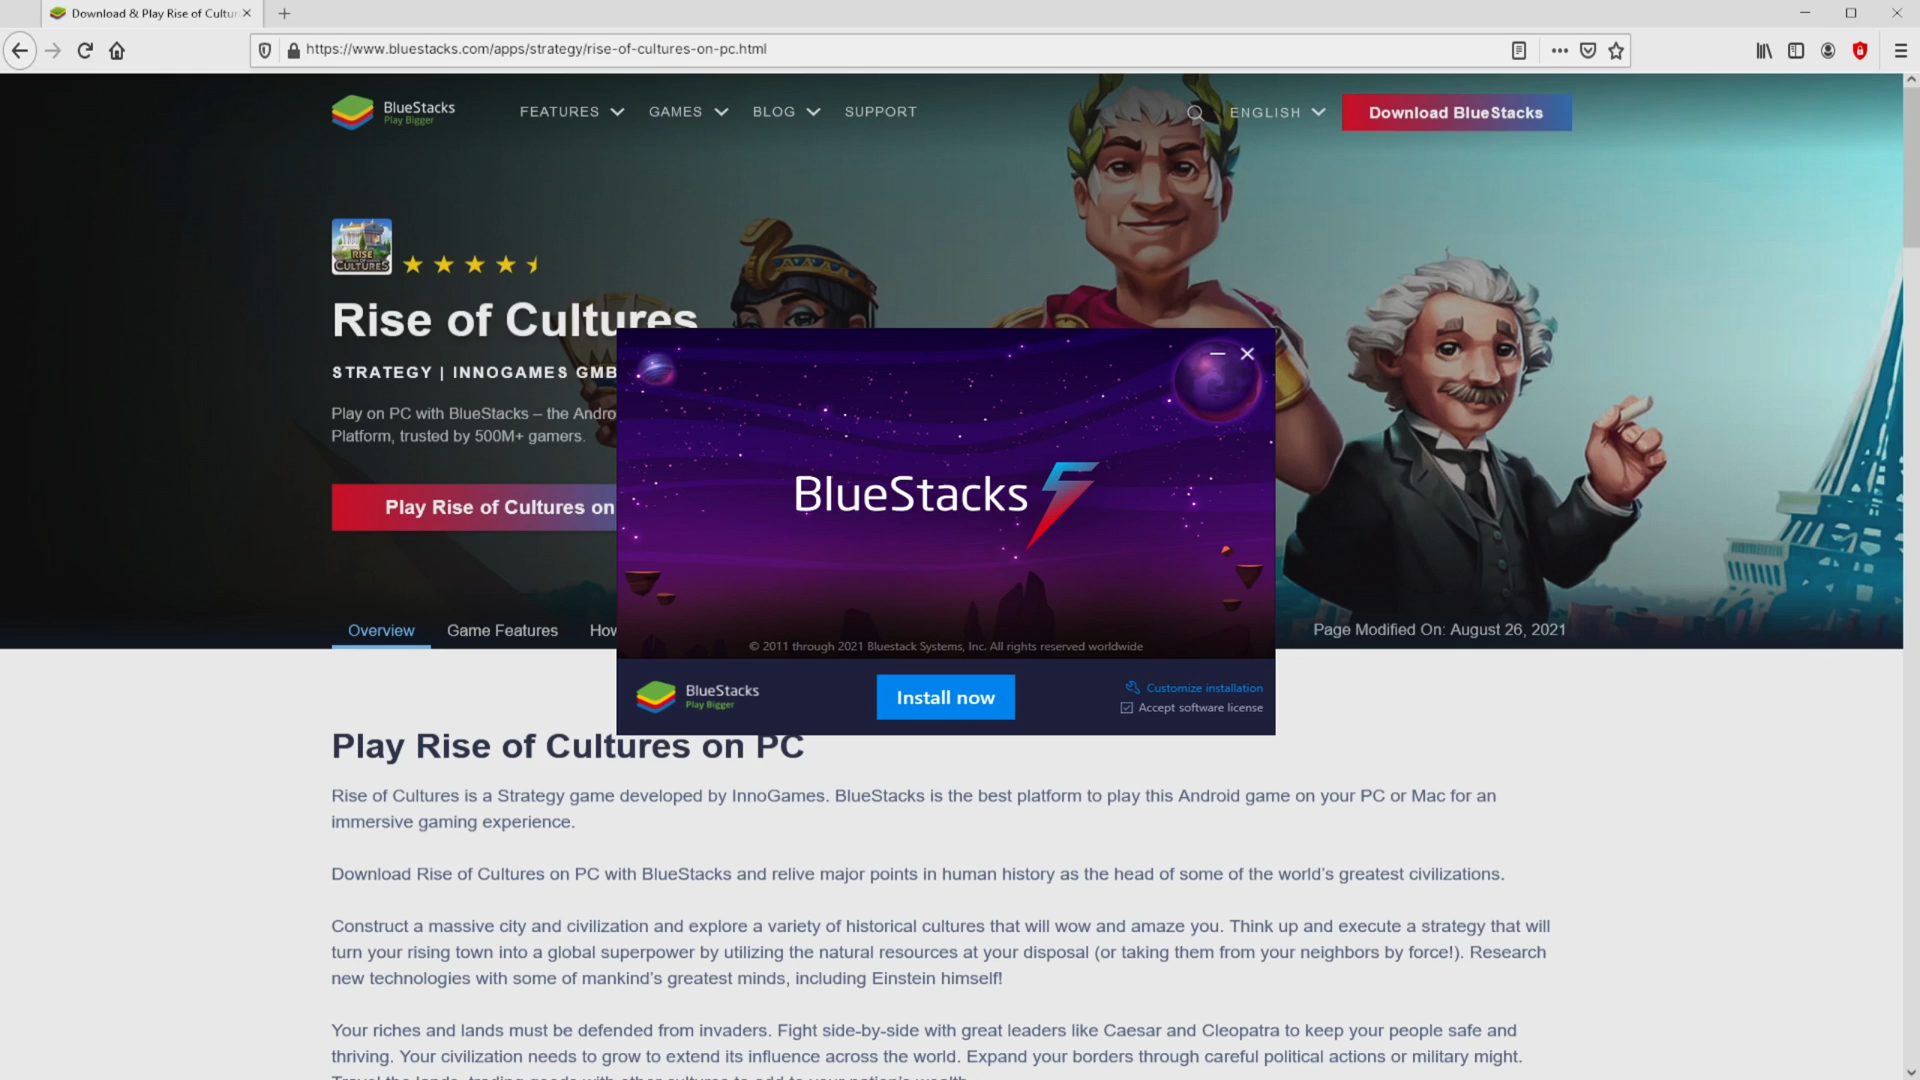 Download & Play Rise of Cultur
https://www.bluestacks.com/apps/strategy/rise-of-cultures-on-pc.html
BlueStacks
Play Bigger
FEATURES
GAMES
BLOG
SUPPORT
ENGLISH
Download BlueStacks
RISE
OF
CULTURES
Rise of Cultures
STRATEGY | INNOGAMES GMB
Play on PC with BlueStacks – the Andro
Platform, trusted by 500M+ gamers.
Play Rise of Cultures on
BlueStacks
© 2011 through 2021 Bluestack Systems, Inc. All rights reserved worldwide
BlueStacks
Play Bigger
Install now
Customize installation
Accept software license
Overview
Game Features
How
Page Modified On: August 26, 2021
Play Rise of Cultures on PC
Rise of Cultures is a Strategy game developed by InnoGames. BlueStacks is the best platform to play this Android game on your PC or Mac for an
immersive gaming experience.
Download Rise of Cultures on PC with BlueStacks and relive major points in human history as the head of some of the world's greatest civilizations.
Construct a massive city and civilization and explore a variety of historical cultures that will wow and amaze you. Think up and execute a strategy that will
turn your rising town into a global superpower by utilizing the natural resources at your disposal (or taking them from your neighbors by force!). Research
new technologies with some of mankind's greatest minds, including Einstein himself!
Your riches and lands must be defended from invaders. Fight side-by-side with great leaders like Caesar and Cleopatra to keep your people safe and
thriving. Your civilization needs to grow to extend its influence across the world. Expand your borders through careful political actions or military might.